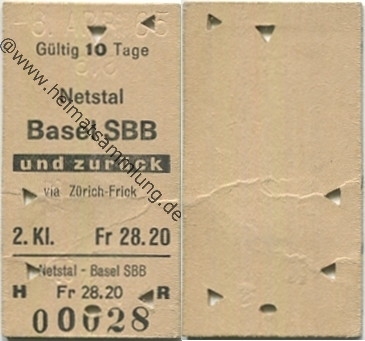 Gültig 10 Tage
Netstal
Basel SBB
und zurück
via Zürich-Frick
2. Kl. Fr 28.20
Netstal - Basel SBB
H Fr 28.20 R
00028
@www.heimatsammlung.de